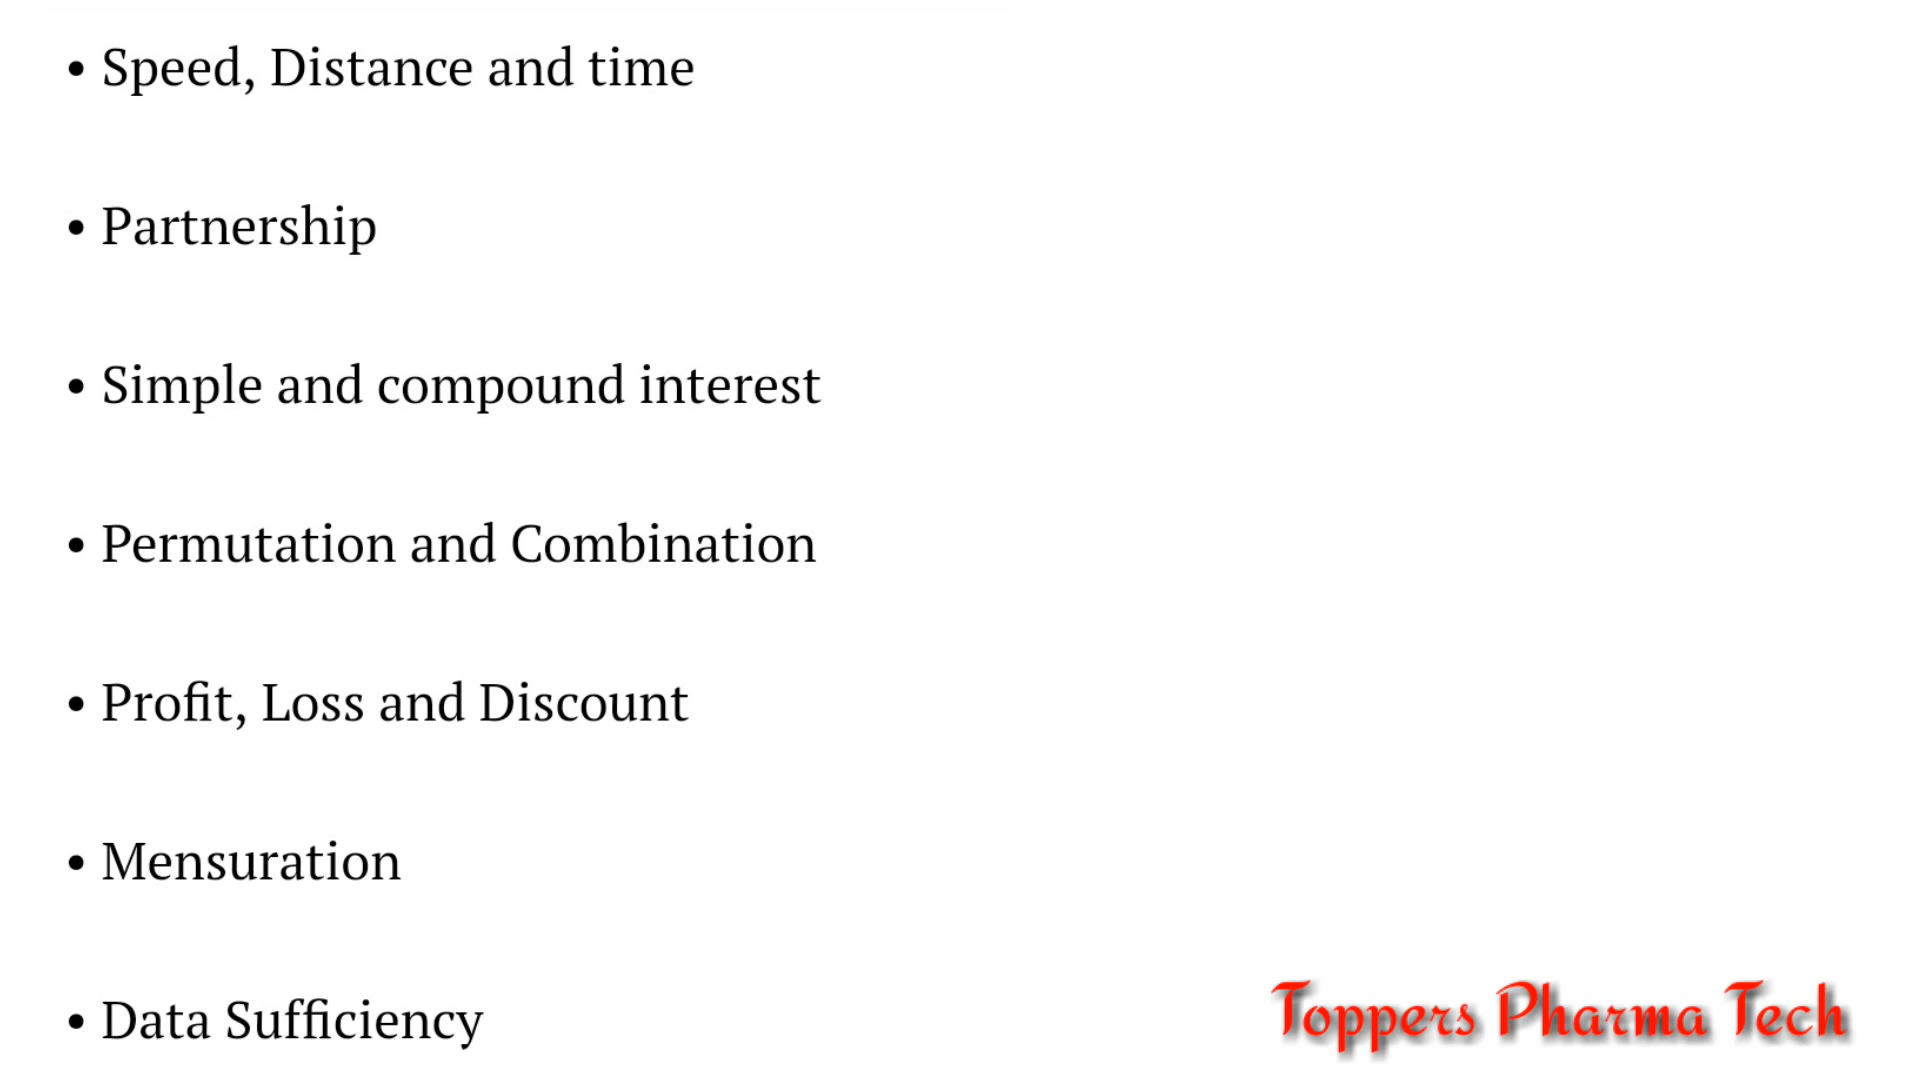 • Speed, Distance and time
• Partnership
• Simple and compound interest
• Permutation and Combination
• Profit, Loss and Discount
• Mensuration
• Data Sufficiency
Toppers Pharma Tech